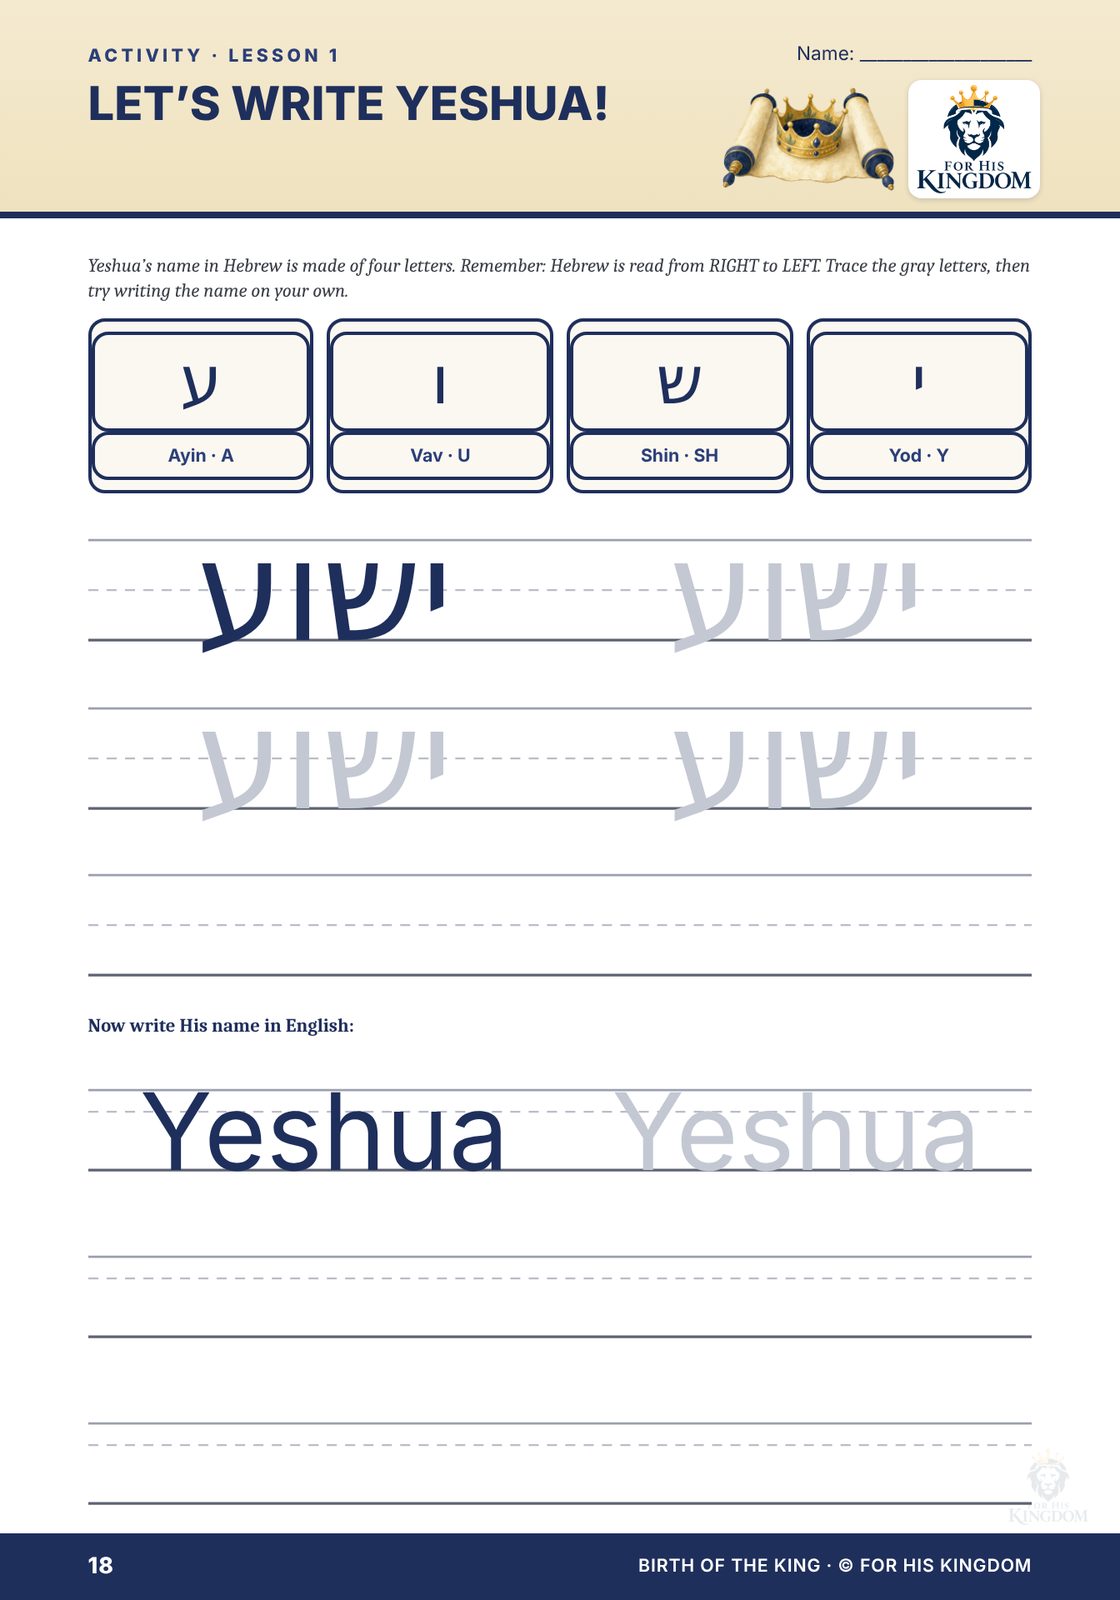 ACTIVITY · LESSON 1
Name: ___________________
LET’S WRITE YESHUA!
FOR HIS
KINGDOM
Yeshua’s name in Hebrew is made of four letters. Remember: Hebrew is read from RIGHT to LEFT. Trace the gray letters, then
try writing the name on your own.
ע ו ש י
Ayin · A Vav · U Shin · SH Yod · Y
ישוע ישוע
ישוע ישוע
Now write His name in English:
Yeshua Yeshua
FOR HIS
KINGDOM
18 BIRTH OF THE KING · © FOR HIS KINGDOM